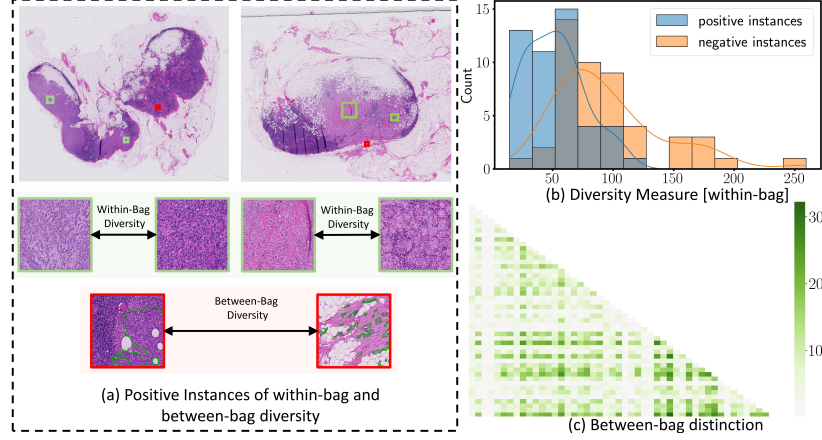 Within-Bag
Diversity
Within-Bag
Diversity
Between-Bag
Diversity
(a) Positive Instances of within-bag and
between-bag diversity
15
10
5
0
Count
positive instances
negative instances
50
100
150
200
250
(b) Diversity Measure [within-bag]
30
20
10
0
(c) Between-bag distinction